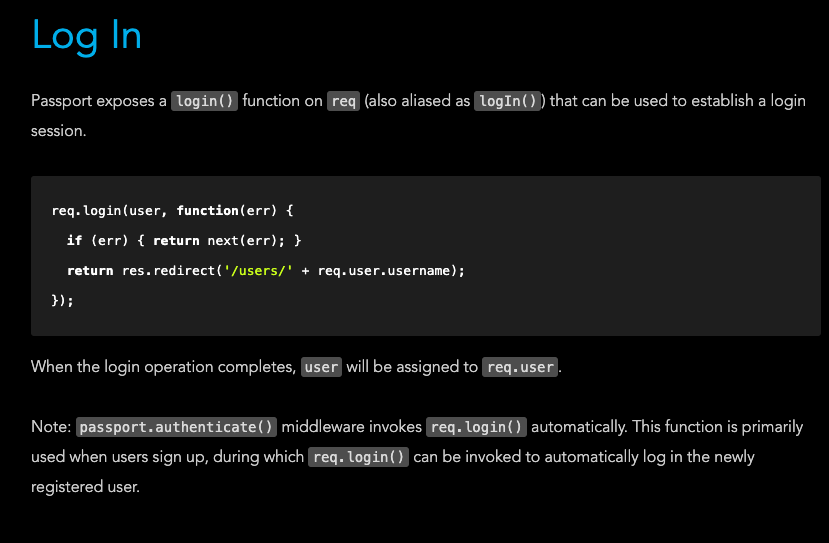 Log In
Passport exposes a login() function on req (also aliased as logIn()) that can be used to establish a login
session.
req.login(user, function(err) {
  if (err) { return next(err); }
  return res.redirect('/users/' + req.user.username);
});
When the login operation completes, user will be assigned to req.user.
Note: passport.authenticate() middleware invokes req.login() automatically. This function is primarily
used when users sign up, during which req.login() can be invoked to automatically log in the newly
registered user.